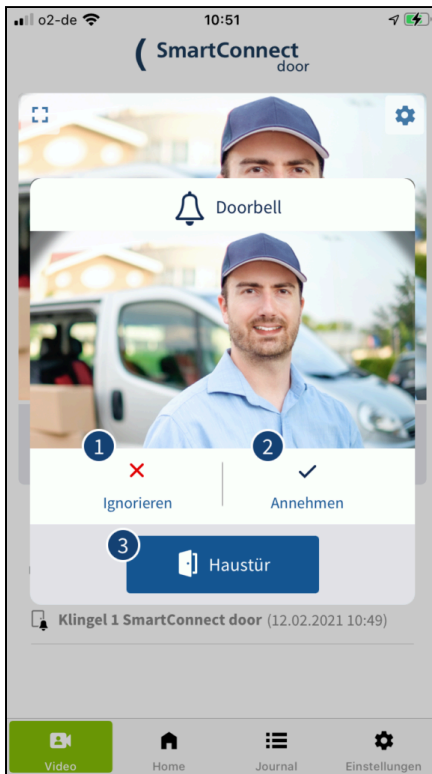 o2-de 10:51
SmartConnect
door
Doorbell
1 2
Ignorieren Annehmen
3
Haustür
Klingel 1 SmartConnect door (12.02.2021 10:49)
Video Home Journal Einstellungen